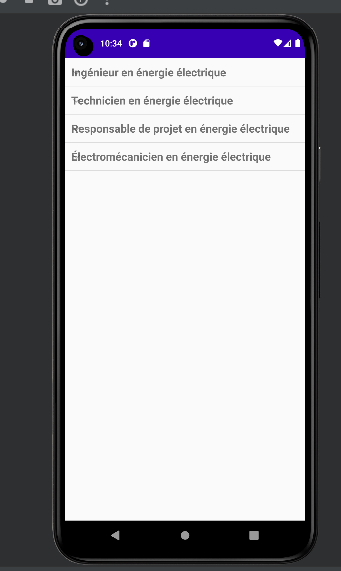 10:34
Ingénieur en énergie électrique
Technicien en énergie électrique
Responsable de projet en énergie électrique
Électromécanicien en énergie électrique